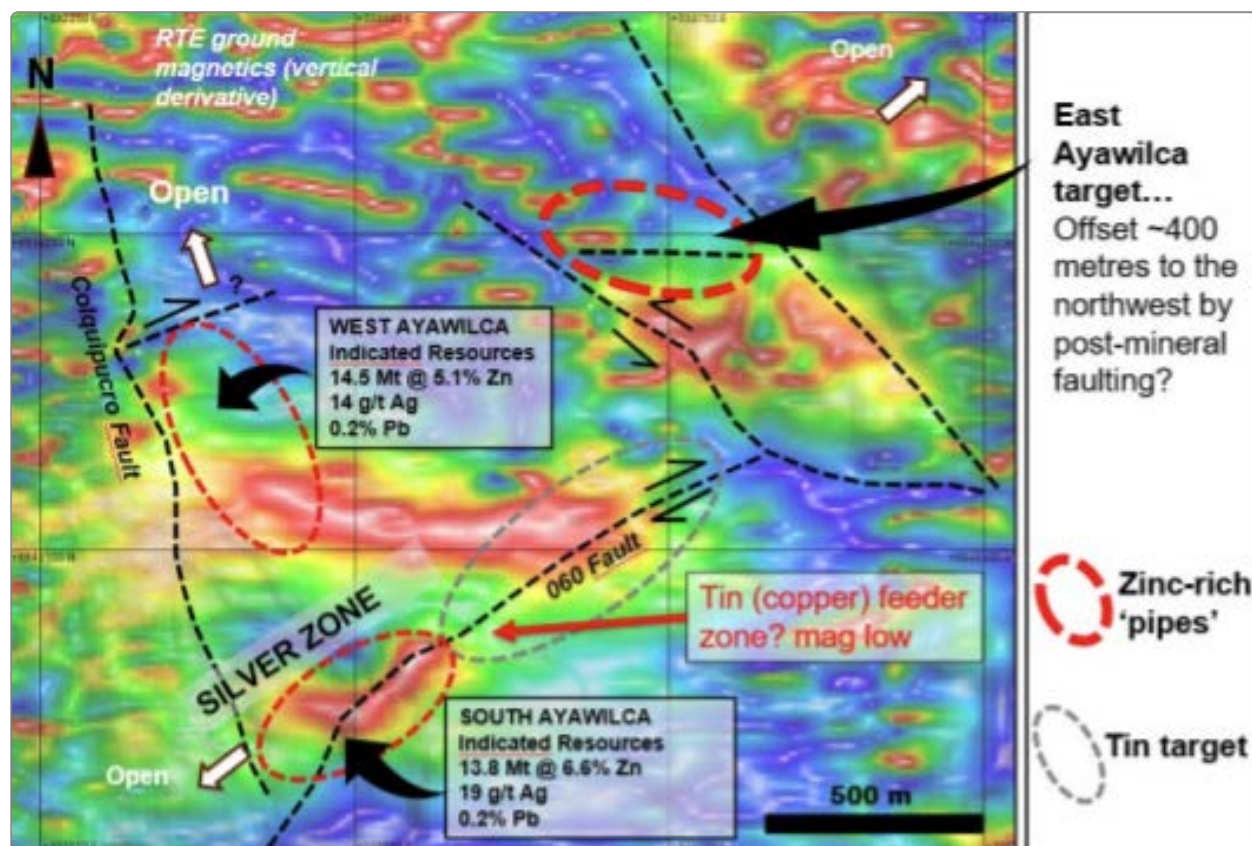 RTE ground
magnetics (vertical
derivative)
N
Open
Open
?
Colquipucro Fault
WEST AYAWILCA
Indicated Resources
14.5 Mt @ 5.1% Zn
14 g/t Ag
0.2% Pb
060 Fault
SILVER ZONE
Tin (copper) feeder
zone? mag low
SOUTH AYAWILCA
Indicated Resources
13.8 Mt @ 6.6% Zn
19 g/t Ag
0.2% Pb
Open
500 m
East
Ayawilca
target...
Offset ~400
metres to the
northwest by
post-mineral
faulting?
Zinc-rich
'pipes'
Tin target